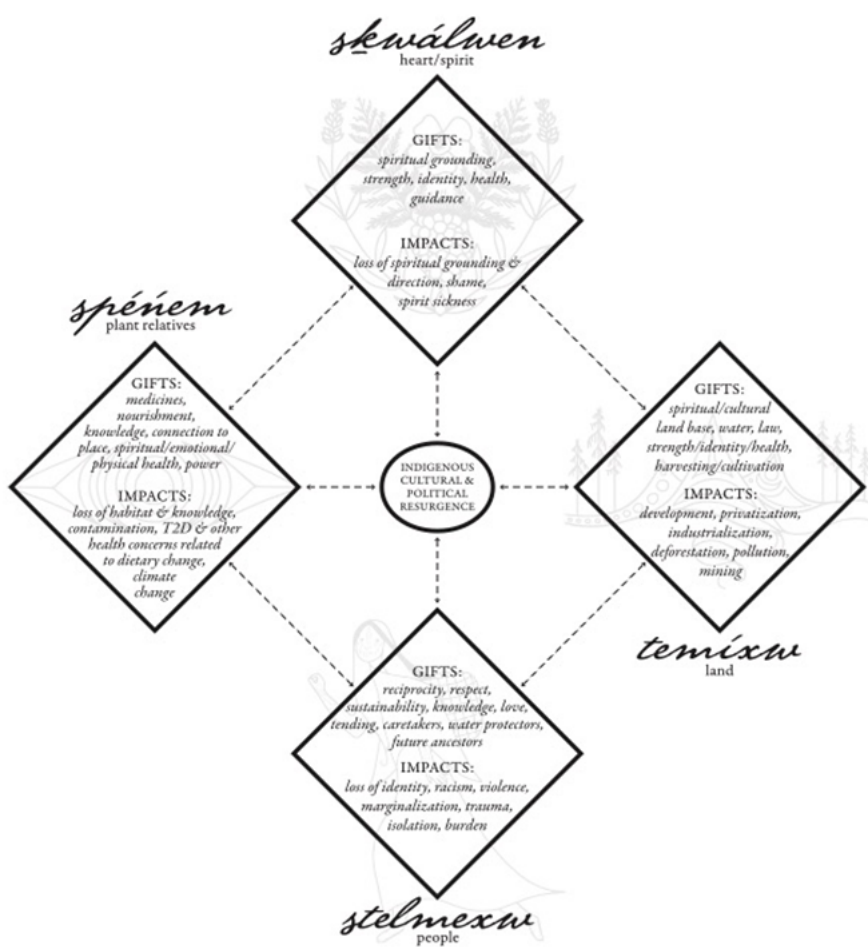 sḵwálwen
heart/spirit
GIFTS:
spiritual grounding,
strength, identity, health,
guidance
IMPACTS:
loss of spiritual grounding &
direction, shame,
spirit sickness
spéńem
plant relatives
GIFTS:
medicines,
nourishment,
knowledge, connection to
place, spiritual/emotional/
physical health, power
IMPACTS:
loss of habitat & knowledge,
contamination, T2D & other
health concerns related
to dietary change,
climate
change
INDIGENOUS
CULTURAL &
POLITICAL
RESURGENCE
GIFTS:
spiritual/cultural
land base, water, law,
strength/identity/health,
harvesting/cultivation
IMPACTS:
development, privatization,
industrialization,
deforestation, pollution,
mining
temíxw
land
GIFTS:
reciprocity, respect,
sustainability, knowledge, love,
tending, caretakers, water protectors,
future ancestors
IMPACTS:
loss of identity, racism, violence,
marginalization, trauma,
isolation, burden
stelmexw
people